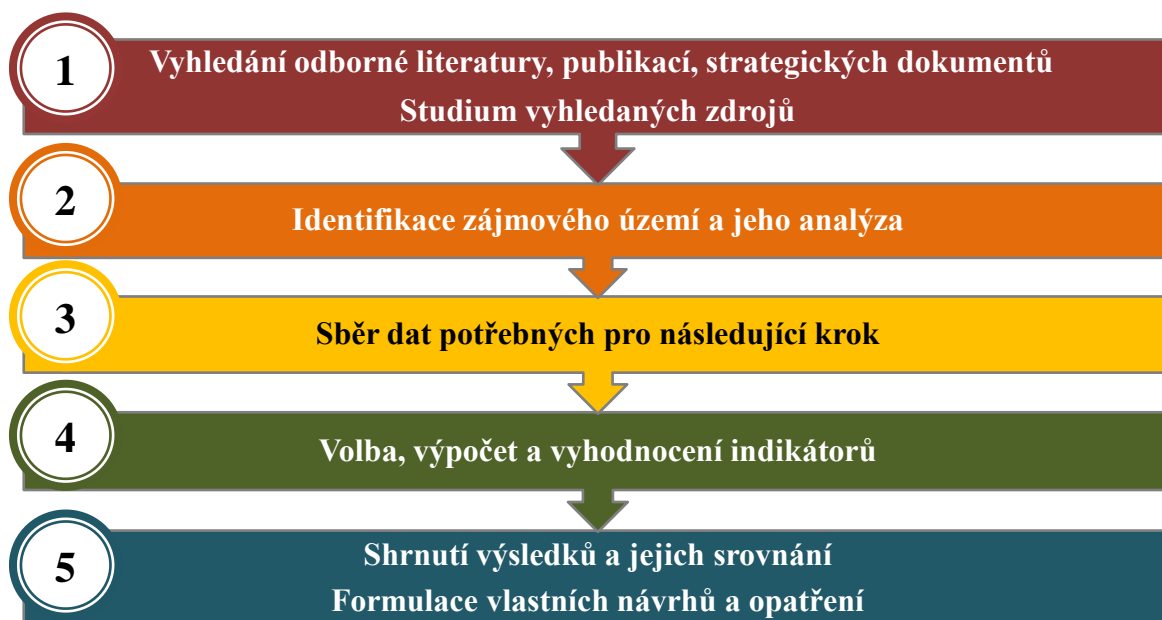 1
Vyhledání odborné literatury, publikací, strategických dokumentů
Studium vyhledaných zdrojů
2
Identifikace zájmového území a jeho analýza
3
Sběr dat potřebných pro následující krok
4
Volba, výpočet a vyhodnocení indikátorů
5
Shrnutí výsledků a jejich srovnání
Formulace vlastních návrhů a opatření